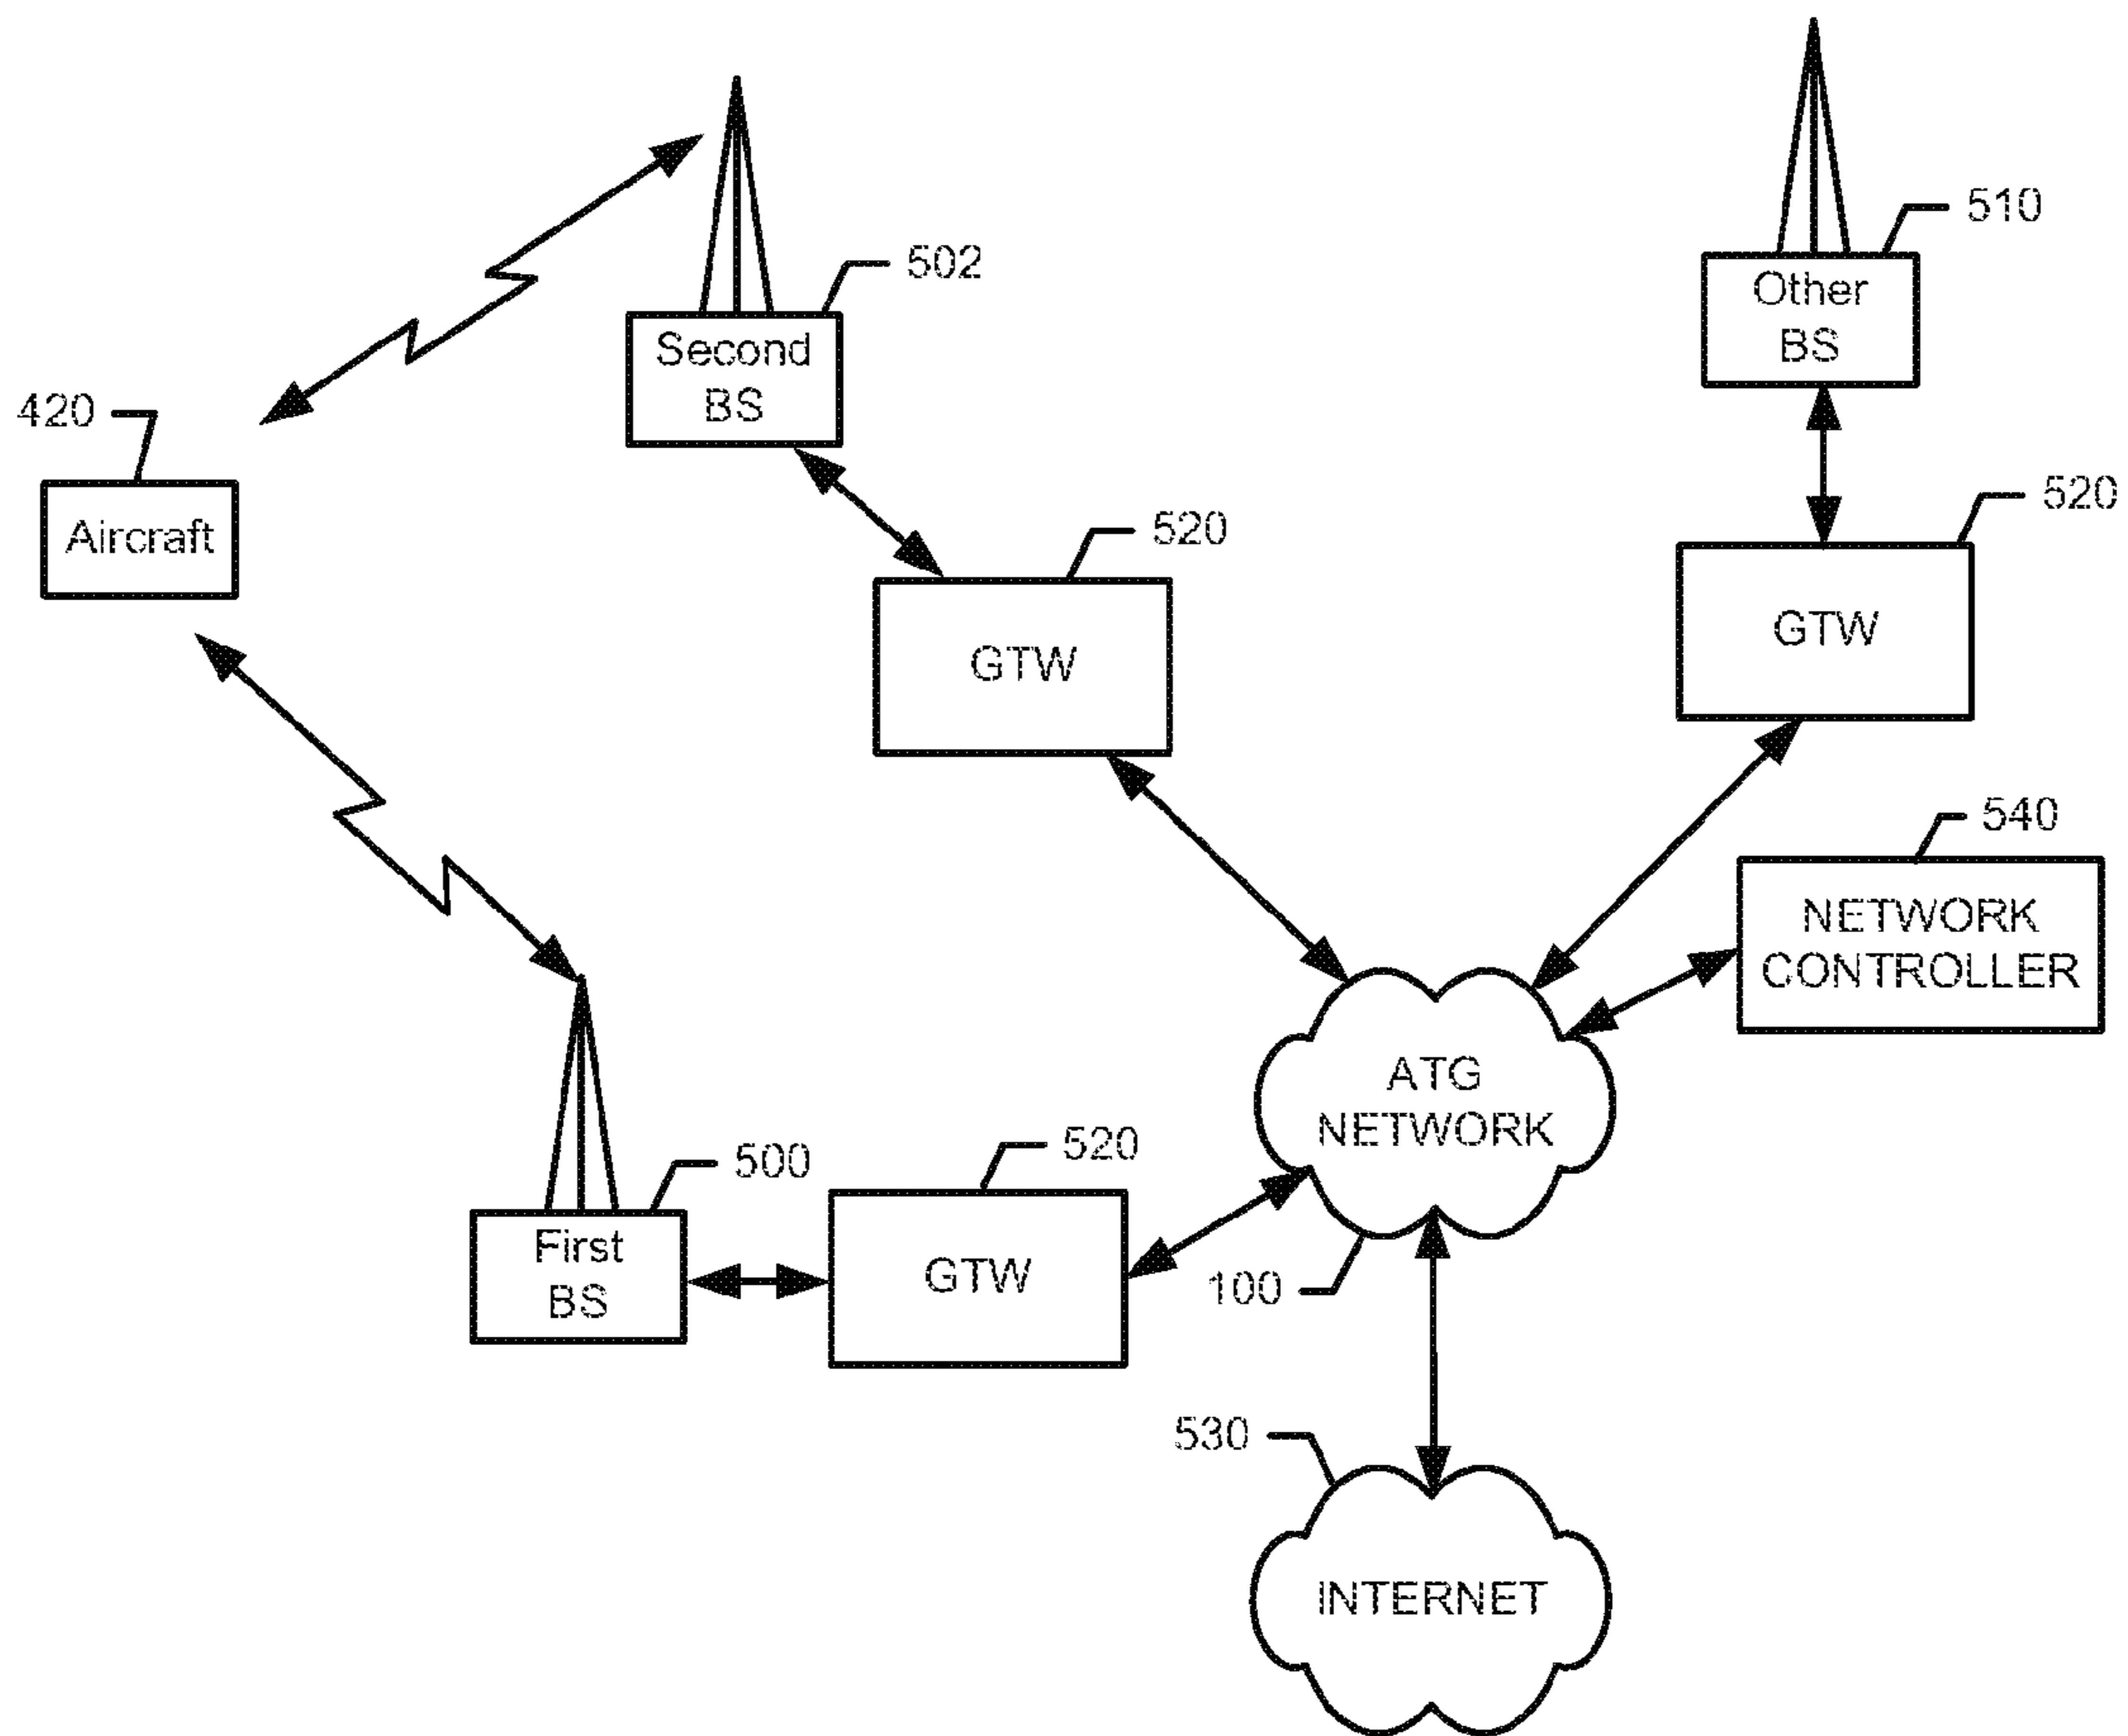 510
502
Other
BS
Second
BS
420
520
520
Aircraft
GTW
GTW
540
NETWORK
CONTROLLER
ATG
NETWORK
520
500
First
BS
GTW
100
530
INTERNET